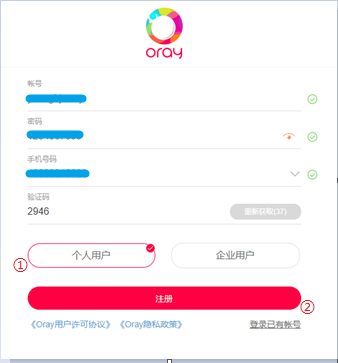 oray
帐号
密码
手机号码
验证码
2946 重新获取(37)
① 个人用户 企业用户
注册 ②
《Oray用户许可协议》 《Oray隐私政策》 登录已有帐号